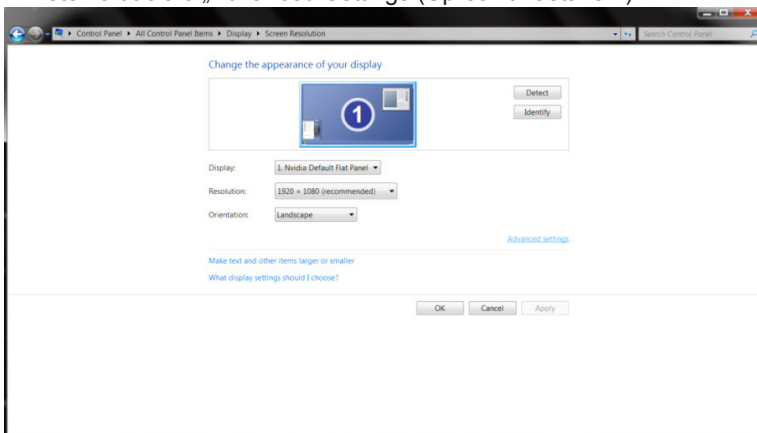 Control Panel ▸ All Control Panel Items ▸ Display ▸ Screen Resolution
Search Control Panel
Change the appearance of your display
1
Detect
Identify
Display:
1. Nvidia Default Flat Panel
Resolution:
1920 × 1080 (recommended)
Orientation:
Landscape
Advanced settings
Make text and other items larger or smaller
What display settings should I choose?
OK
Cancel
Apply